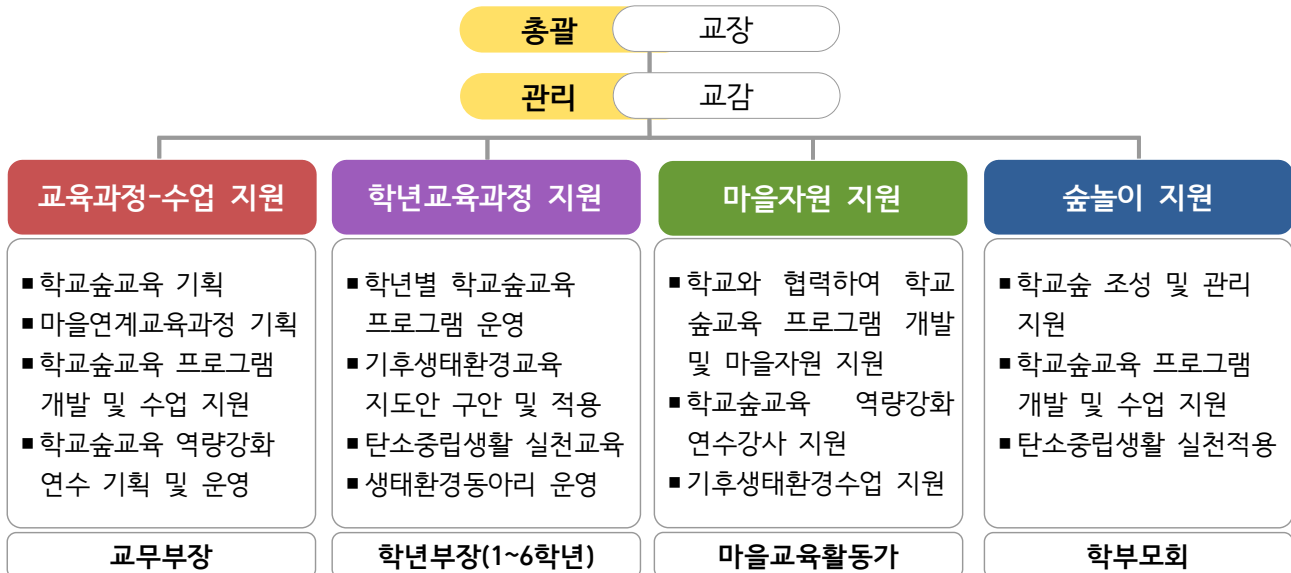 총괄 교장
관리 교감
교육과정-수업 지원
■ 학교숲교육 기획
■ 마을연계교육과정 기획
■ 학교숲교육 프로그램
개발 및 수업 지원
■ 학교숲교육 역량강화
연수 기획 및 운영
교무부장
학년교육과정 지원
■ 학년별 학교숲교육
프로그램 운영
■ 기후생태환경교육
지도안 구안 및 적용
■ 탄소중립생활 실천교육
■ 생태환경동아리 운영
학년부장(1~6학년)
마을자원 지원
■ 학교와 협력하여 학교
숲교육 프로그램 개발
및 마을자원 지원
■ 학교숲교육 역량강화
연수강사 지원
■ 기후생태환경수업 지원
마을교육활동가
숲놀이 지원
■ 학교숲 조성 및 관리
지원
■ 학교숲교육 프로그램
개발 및 수업 지원
■ 탄소중립생활 실천적용
학부모회